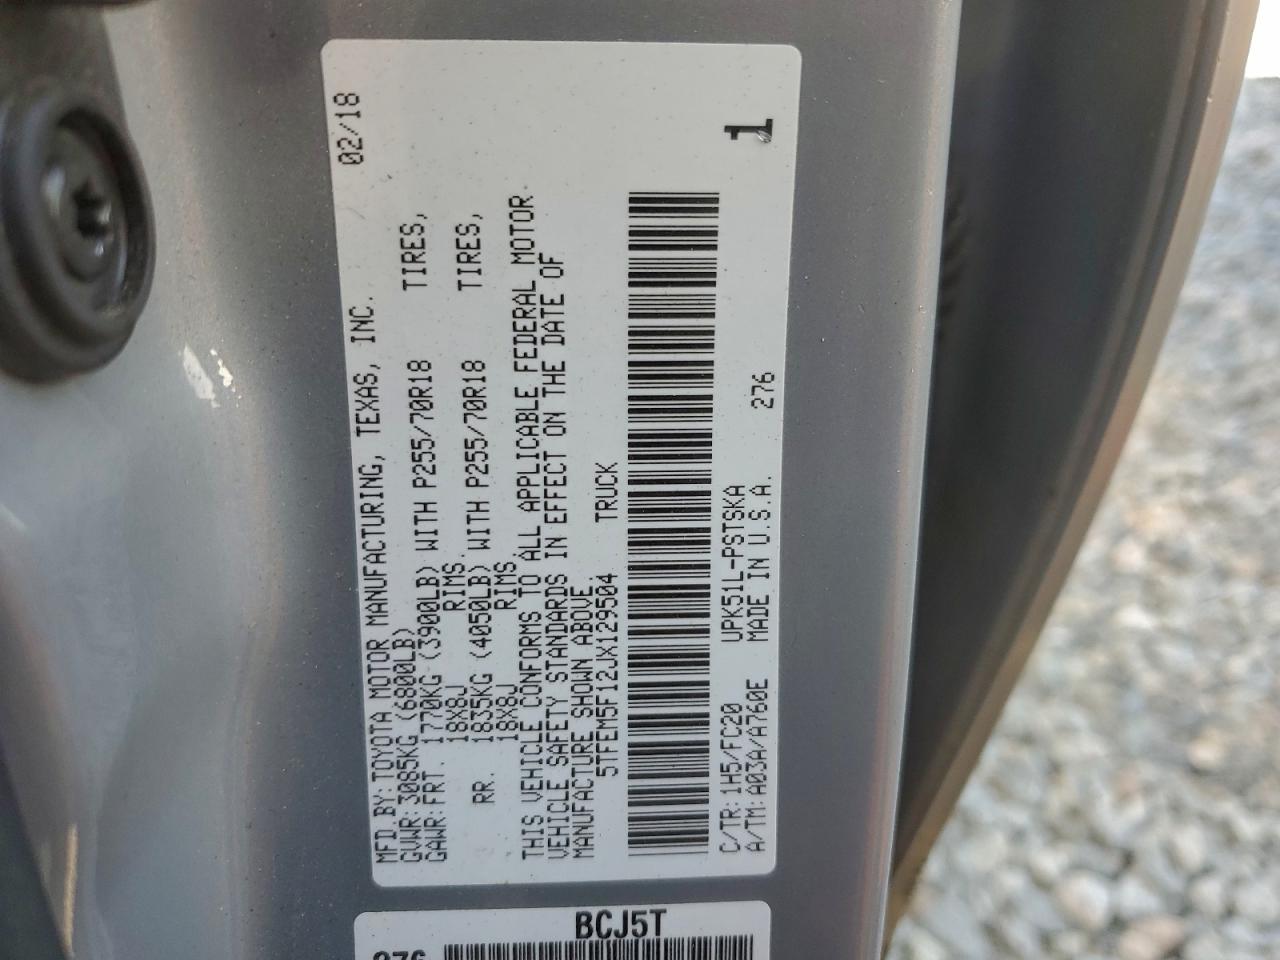 02/18
MFD.BY:TOYOTA MOTOR MANUFACTURING, TEXAS, INC.
GVWR:3085KG (6800LB)
GAWR:FRT. 1770KG (3900LB) WITH P255/70R18 TIRES,
18X8J RIMS.
RR. 1835KG (4050LB) WITH P255/70R18 TIRES,
18X8J RIMS
THIS VEHICLE CONFORMS TO ALL APPLICABLE FEDERAL MOTOR.
VEHICLE SAFETY STANDARDS IN EFFECT ON THE DATE OF
MANUFACTURE SHOWN ABOVE.
5TFEM5F12JX129504 TRUCK
C/TR:1H5/FC20 UPK51L-PSTSKA
A/TM:A03A/A760E MADE IN U.S.A. 276
1
BCJ5T
276